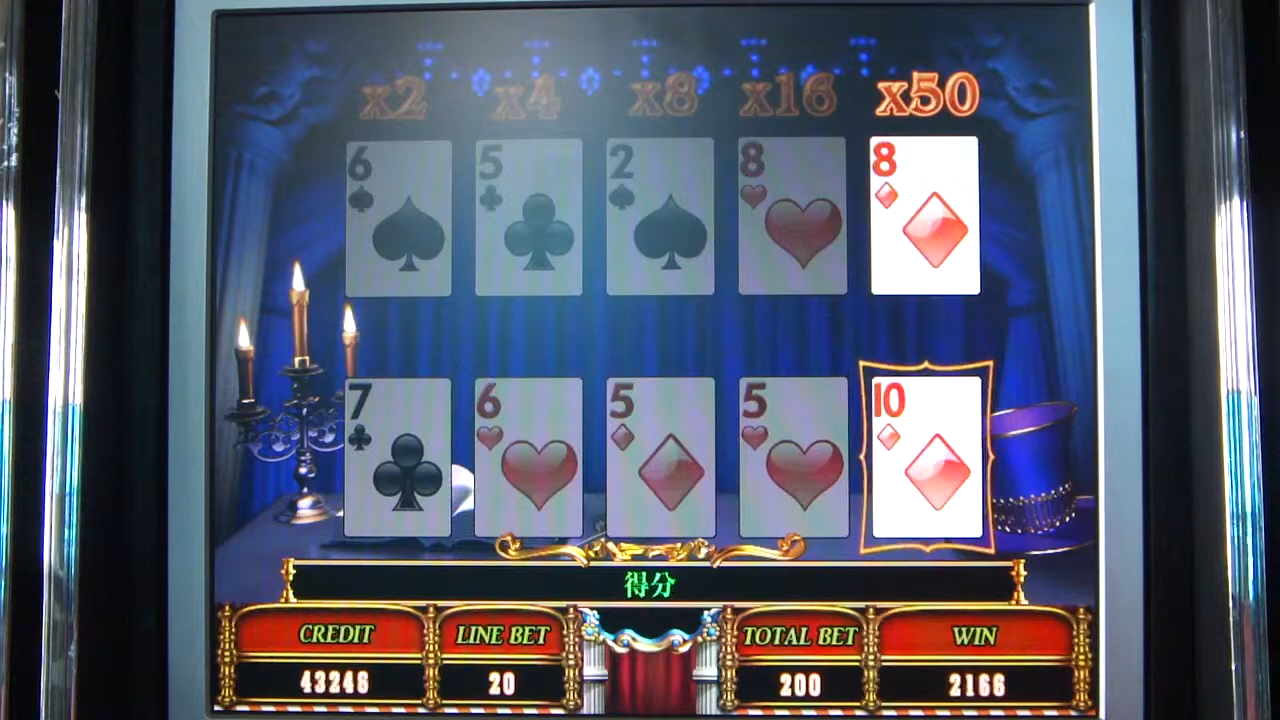 x2 x4 x8 x16 x50
6 5 2 8 8
7 6 5 5 10
得分
CREDIT LINE BET TOTAL BET WIN
43246 20 200 2166